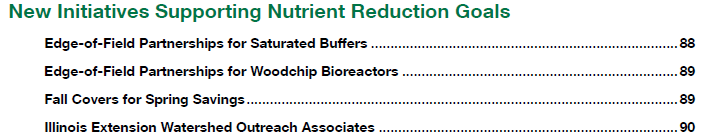 New Initiatives Supporting Nutrient Reduction Goals
Edge-of-Field Partnerships for Saturated Buffers ............................................................................... 88
Edge-of-Field Partnerships for Woodchip Bioreactors ....................................................................... 89
Fall Covers for Spring Savings ............................................................................................................... 89
Illinois Extension Watershed Outreach Associates ............................................................................. 90